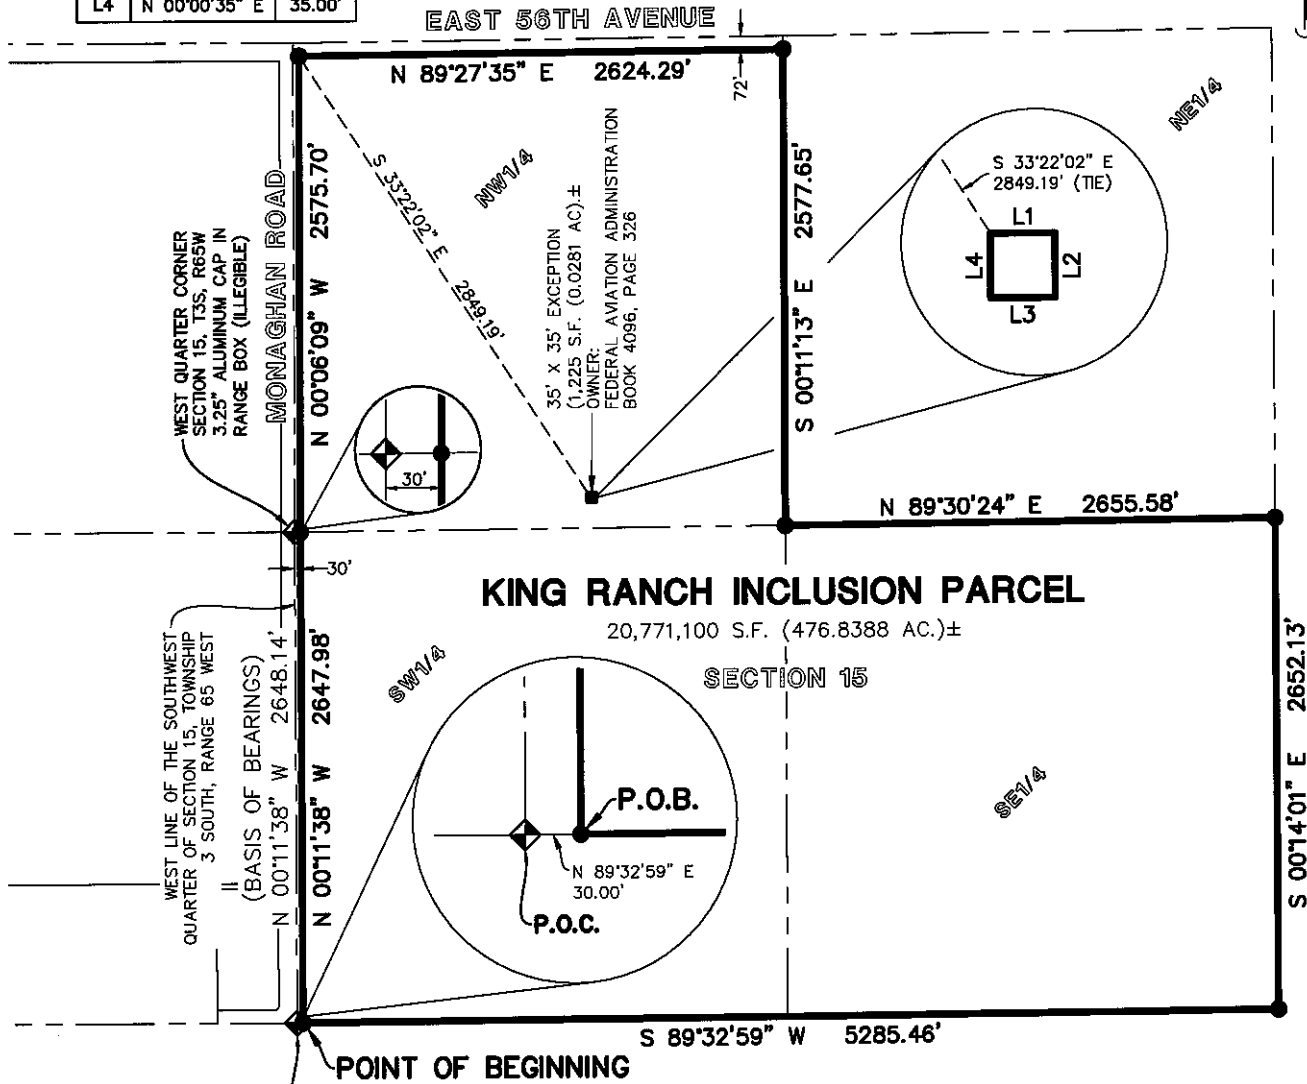 L4 N 00°00'35" E 35.00'
EAST 56TH AVENUE
N 89°27'35" E 2624.29'
72'
NE1/4
NW1/4
S 33°22'02" E 2849.19'
S 33°22'02" E
2849.19' (TIE)
L1
L2
L3
L4
WEST QUARTER CORNER
SECTION 15, T3S, R65W
3.25" ALUMINUM CAP IN
RANGE BOX (ILLEGIBLE)
MONAGHAN ROAD
N 00°06'09" W 2575.70'
35' X 35' EXCEPTION
(1,225 S.F. (0.0281 AC).±
OWNER:
FEDERAL AVIATION ADMINISTRATION
BOOK 4096, PAGE 326
S 00°11'13" E 2577.65'
30'
N 89°30'24" E 2655.58'
30'
KING RANCH INCLUSION PARCEL
20,771,100 S.F. (476.8388 AC.)±
SECTION 15
SW1/4
SE1/4
WEST LINE OF THE SOUTHWEST
QUARTER OF SECTION 15, TOWNSHIP
3 SOUTH, RANGE 65 WEST
(BASIS OF BEARINGS)
N 00°11'38" W 2648.14'
N 00°11'38" W 2647.98'
P.O.B.
N 89°32'59" E
30.00'
P.O.C.
S 00°14'01" E 2652.13'
S 89°32'59" W 5285.46'
POINT OF BEGINNING